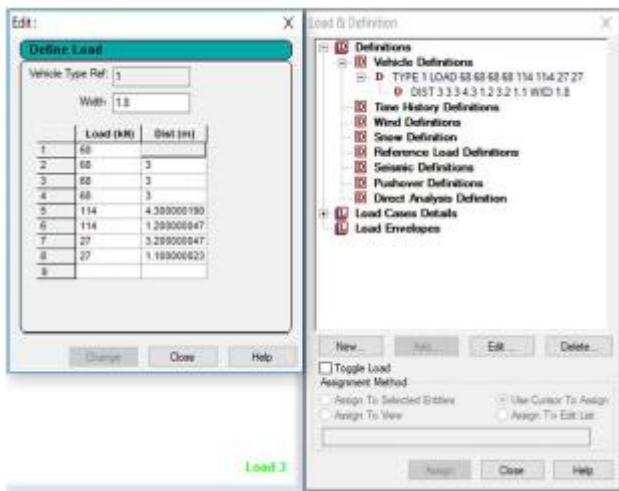 Edit :
X
Define Load
Vehicle Type Ref: 1
Width 1.8
Load (kN) Dist (m)
1 68
2 68 3
3 68 3
4 68 3
5 114 4.300000190
6 114 1.200000047
7 27 3.200000047
8 27 1.100000023
9
Change Close Help
Load 3
Load & Definition
X
Definitions
Vehicle Definitions
TYPE 1 LOAD 68 68 68 68 114 114 27 27
DIST 3 3 3 4.3 1.2 3.2 1.1 WID 1.8
Time History Definitions
Wind Definitions
Snow Definition
Reference Load Definitions
Seismic Definitions
Pushover Definitions
Direct Analysis Definition
Load Cases Details
Load Envelopes
New... Add... Edit... Delete...
Toggle Load
Assignment Method
Assign To Selected Entities Use Cursor To Assign
Assign To View Assign To Edit List
Assign Close Help